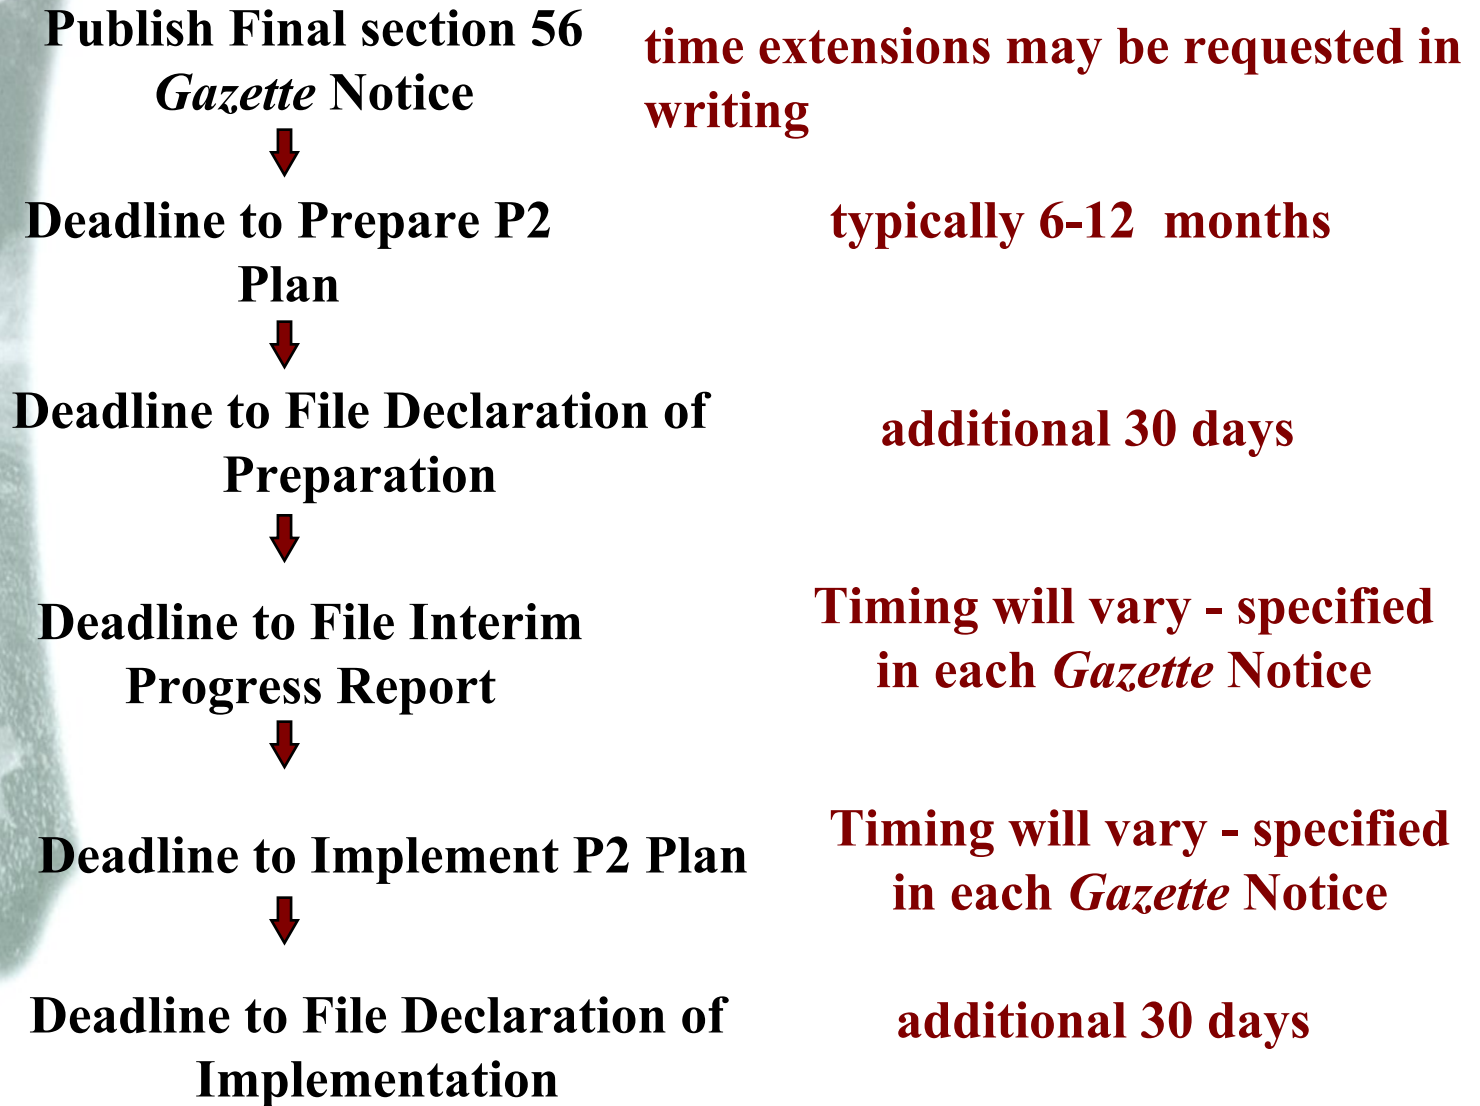 Publish Final section 56
Gazette Notice
time extensions may be requested in
writing
Deadline to Prepare P2
Plan
typically 6-12 months
Deadline to File Declaration of
Preparation
additional 30 days
Deadline to File Interim
Progress Report
Timing will vary - specified
in each Gazette Notice
Deadline to Implement P2 Plan
Timing will vary - specified
in each Gazette Notice
Deadline to File Declaration of
Implementation
additional 30 days